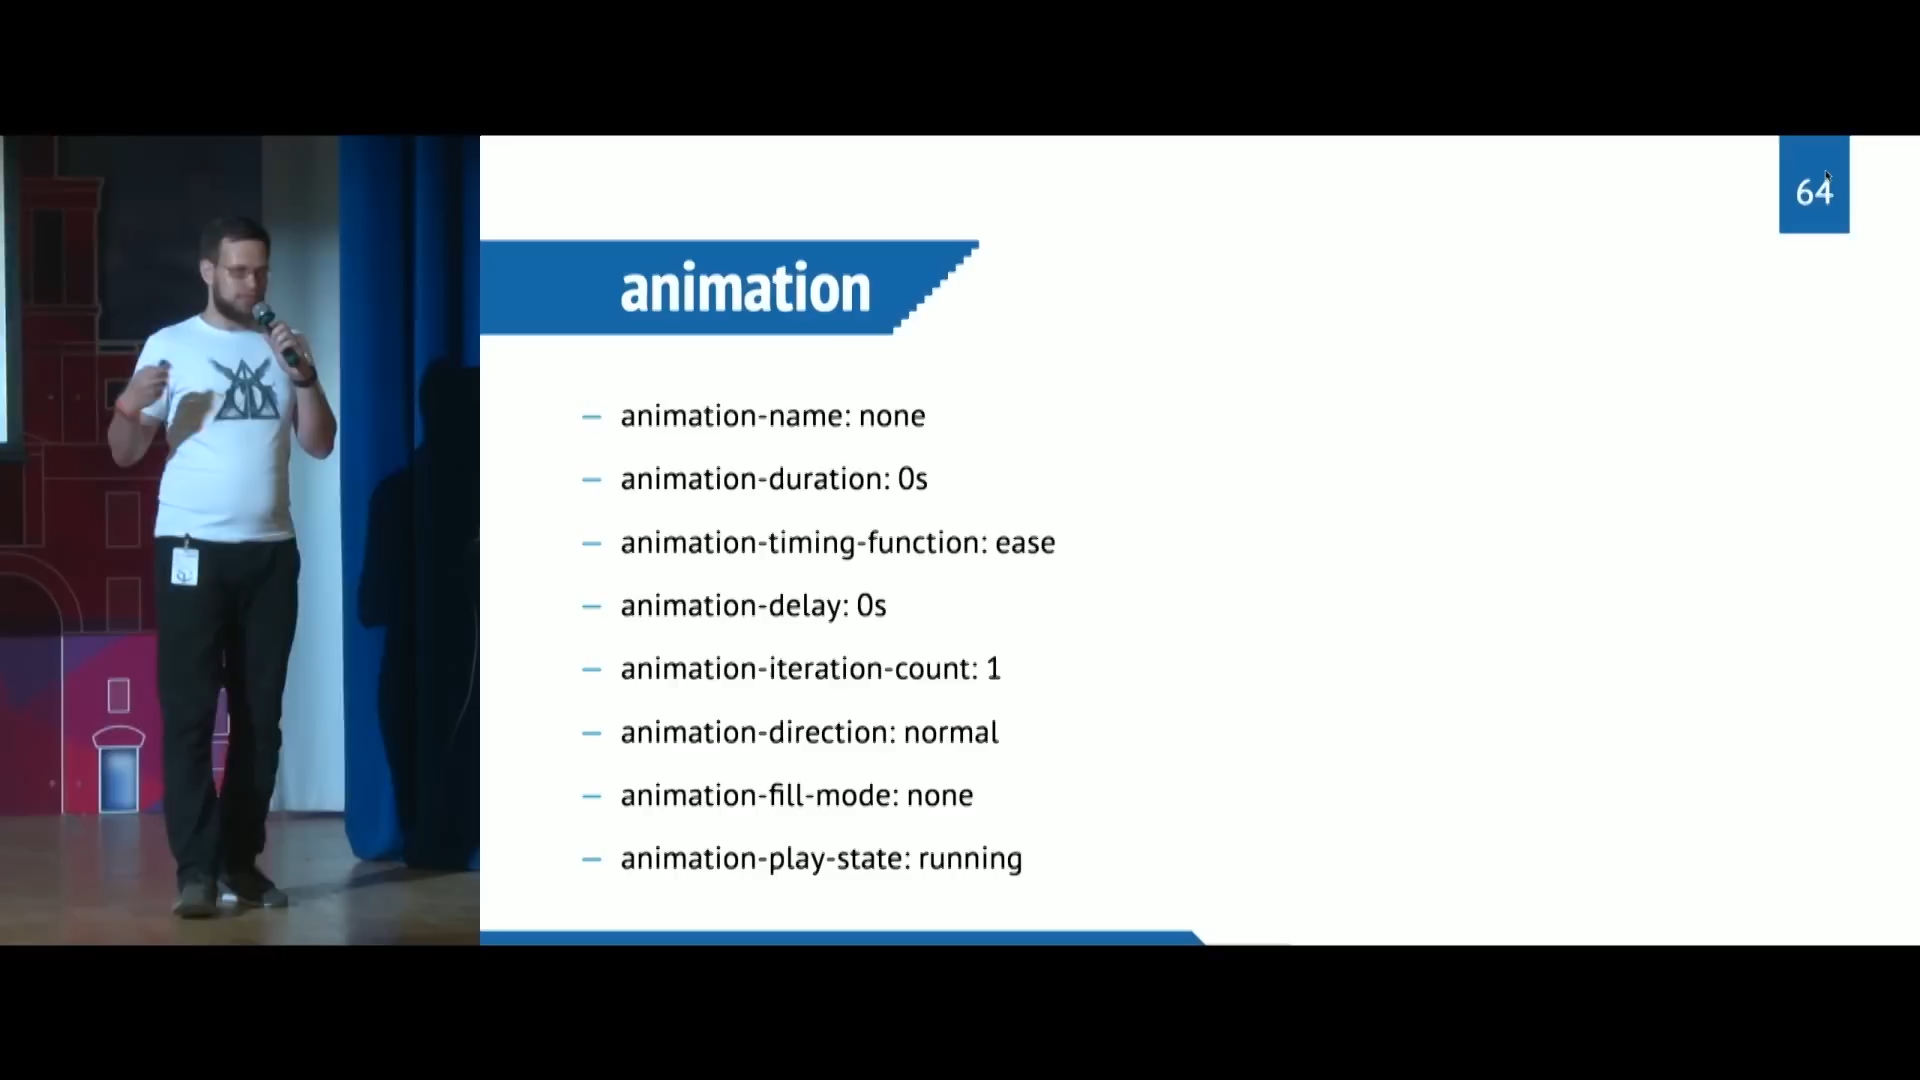 64
animation
– animation-name: none
– animation-duration: 0s
– animation-timing-function: ease
– animation-delay: 0s
– animation-iteration-count: 1
– animation-direction: normal
– animation-fill-mode: none
– animation-play-state: running